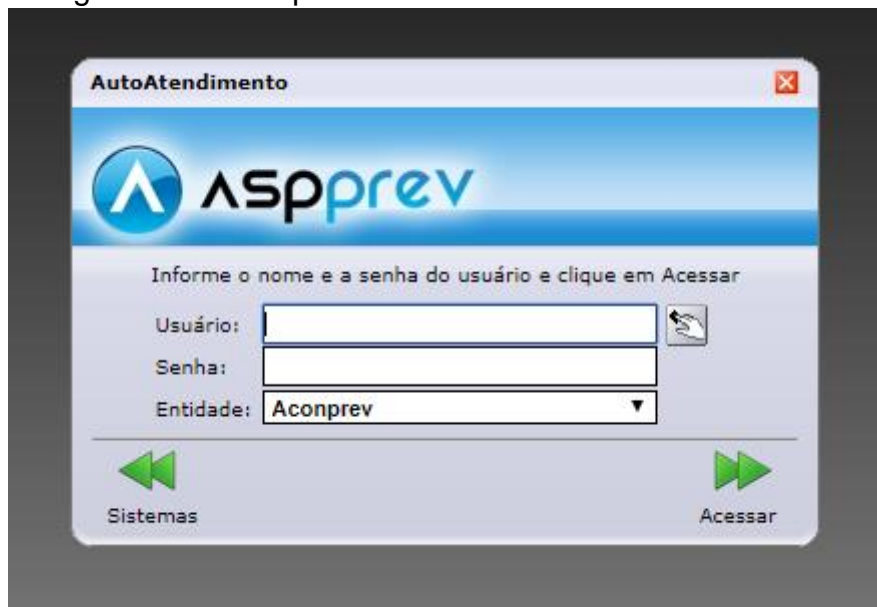 AutoAtendimento
Aspprev
Informe o nome e a senha do usuário e clique em Acessar
Usuário:
Senha:
Entidade: Aconprev
Sistemas
Acessar